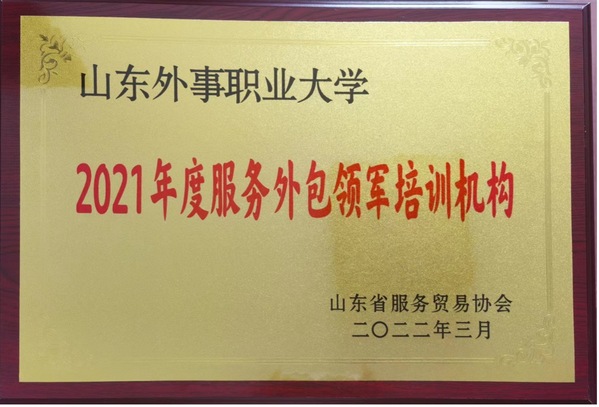 山东外事职业大学
2021年度服务外包领军培训机构
山东省服务贸易协会
二〇二二年三月